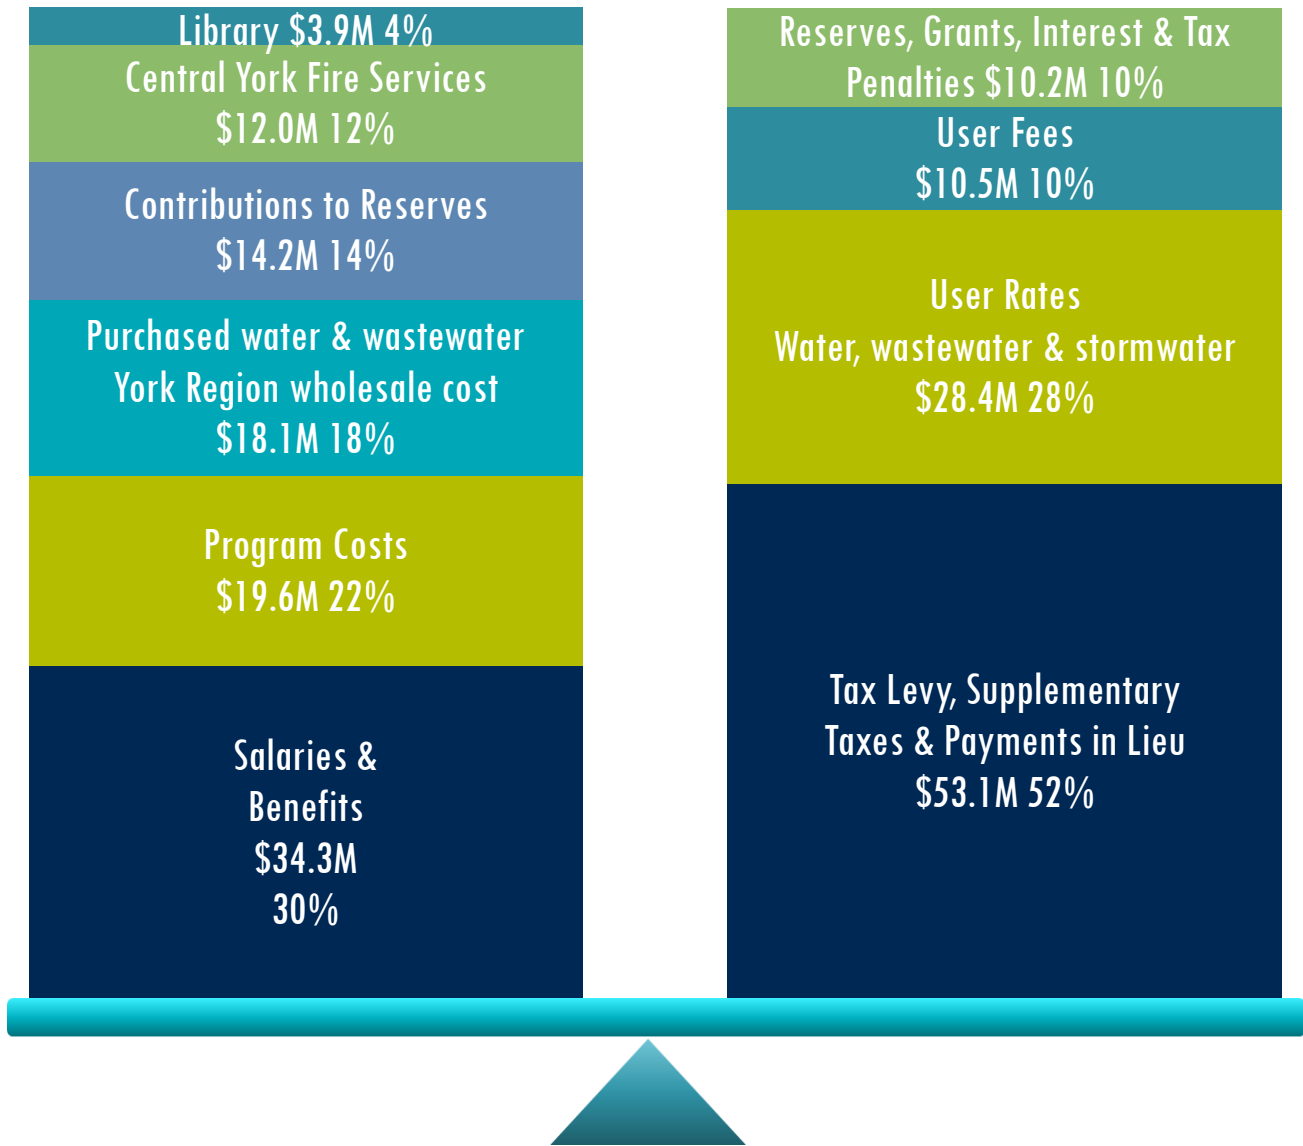 Library $3.9M 4%
Central York Fire Services
$12.0M 12%
Contributions to Reserves
$14.2M 14%
Purchased water & wastewater
York Region wholesale cost
$18.1M 18%
Program Costs
$19.6M 22%
Salaries &
Benefits
$34.3M
30%
Reserves, Grants, Interest & Tax
Penalties $10.2M 10%
User Fees
$10.5M 10%
User Rates
Water, wastewater & stormwater
$28.4M 28%
Tax Levy, Supplementary
Taxes & Payments in Lieu
$53.1M 52%